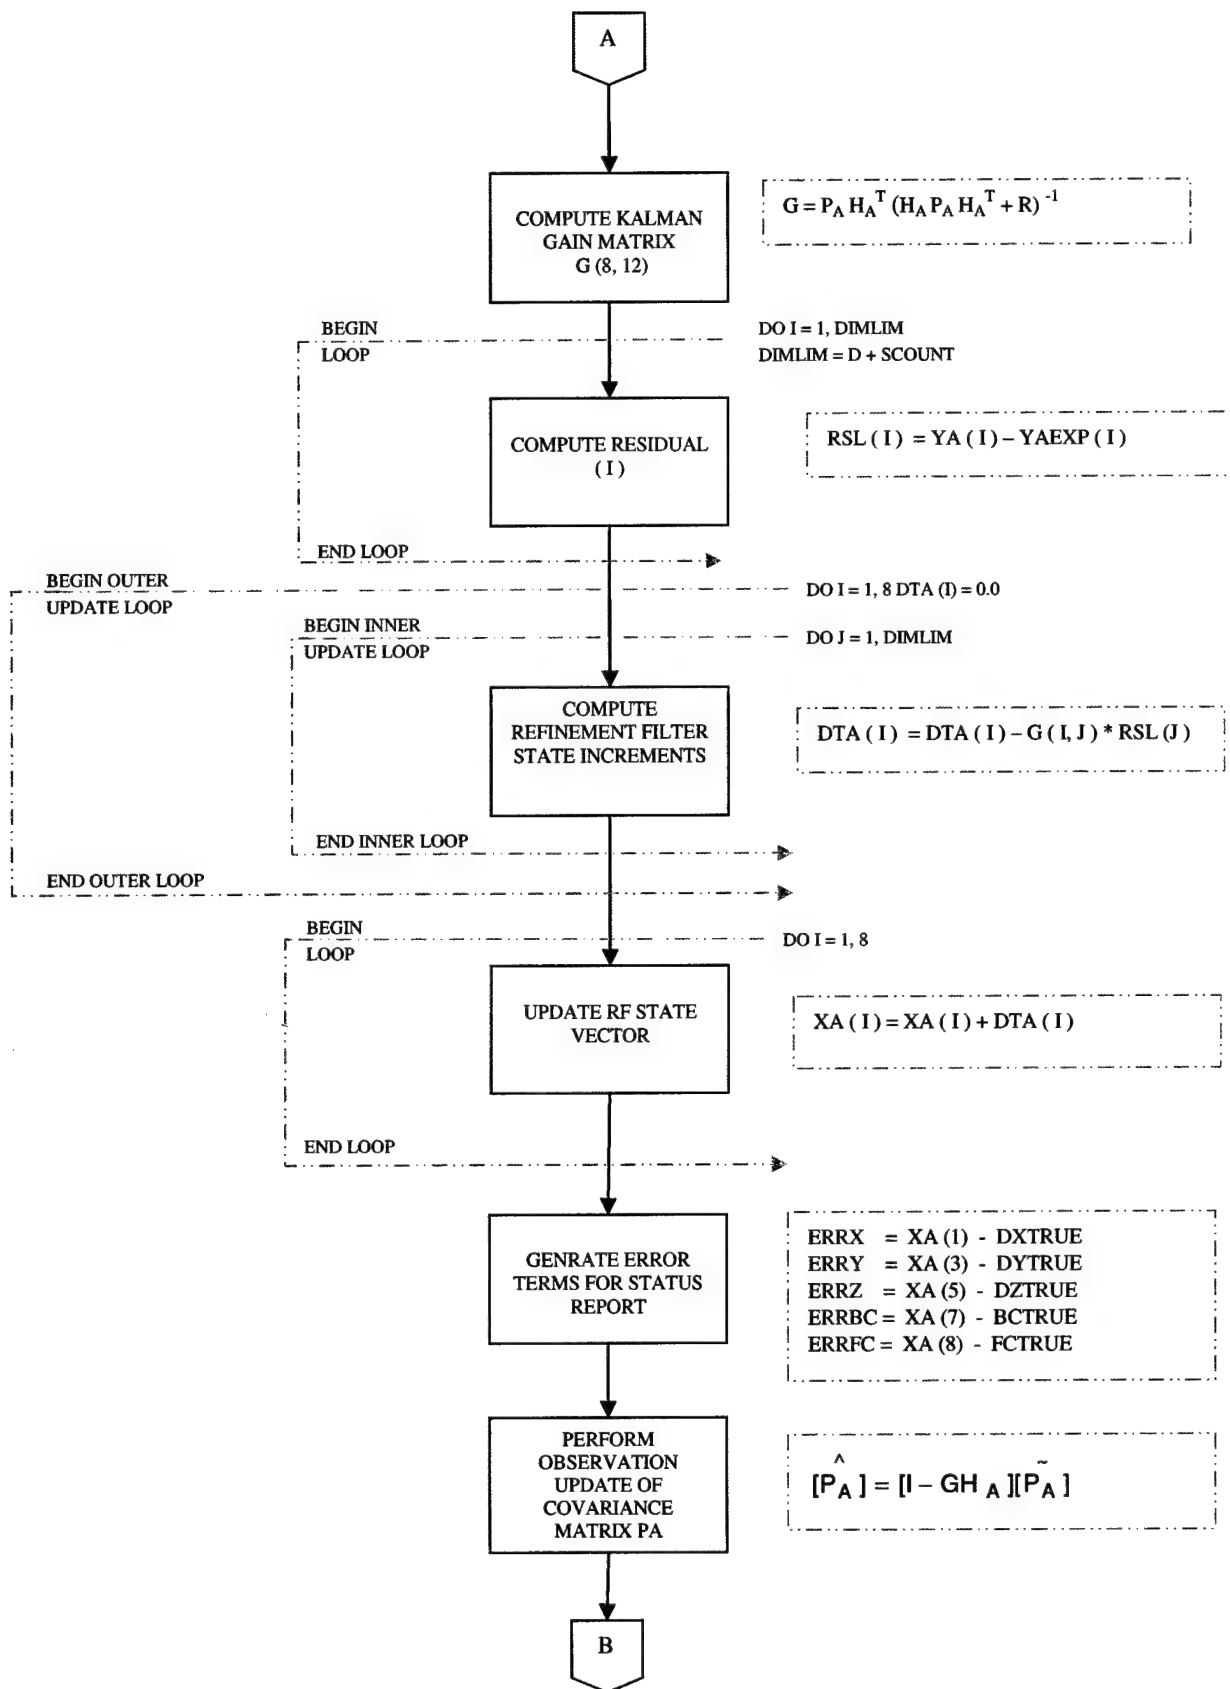 A
COMPUTE KALMAN
GAIN MATRIX
G (8, 12)
G = P_A H_A^T (H_A P_A H_A^T + R)^-1
BEGIN
LOOP
DO I = 1, DIMLIM
DIMLIM = D + SCOUNT
COMPUTE RESIDUAL
( I )
RSL ( I ) = YA ( I ) – YAEXP ( I )
END LOOP
BEGIN OUTER
UPDATE LOOP
DO I = 1, 8 DTA (I) = 0.0
BEGIN INNER
UPDATE LOOP
DO J = 1, DIMLIM
COMPUTE
REFINEMENT FILTER
STATE INCREMENTS
DTA ( I ) = DTA ( I ) – G ( I, J ) * RSL (J )
END INNER LOOP
END OUTER LOOP
BEGIN
LOOP
DO I = 1, 8
UPDATE RF STATE
VECTOR
XA ( I ) = XA ( I ) + DTA ( I )
END LOOP
GENRATE ERROR
TERMS FOR STATUS
REPORT
ERRX = XA (1) - DXTRUE
ERRY = XA (3) - DYTRUE
ERRZ = XA (5) - DZTRUE
ERRBC = XA (7) - BCTRUE
ERRFC = XA (8) - FCTRUE
PERFORM
OBSERVATION
UPDATE OF
COVARIANCE
MATRIX PA
[P̂_A ] = [I – GH_A ][P̃_A ]
B